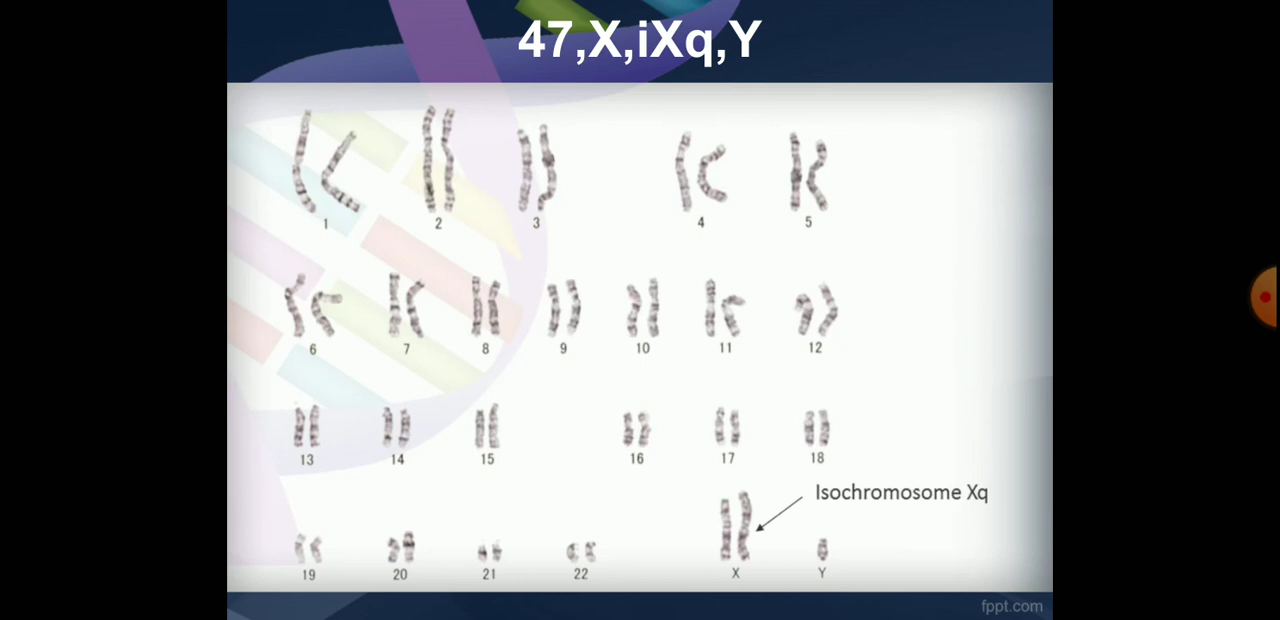 47,X,iXq,Y
1 2 3 4 5
6 7 8 9 10 11 12
13 14 15 16 17 18
Isochromosome Xq
19 20 21 22 X Y
fppt.com